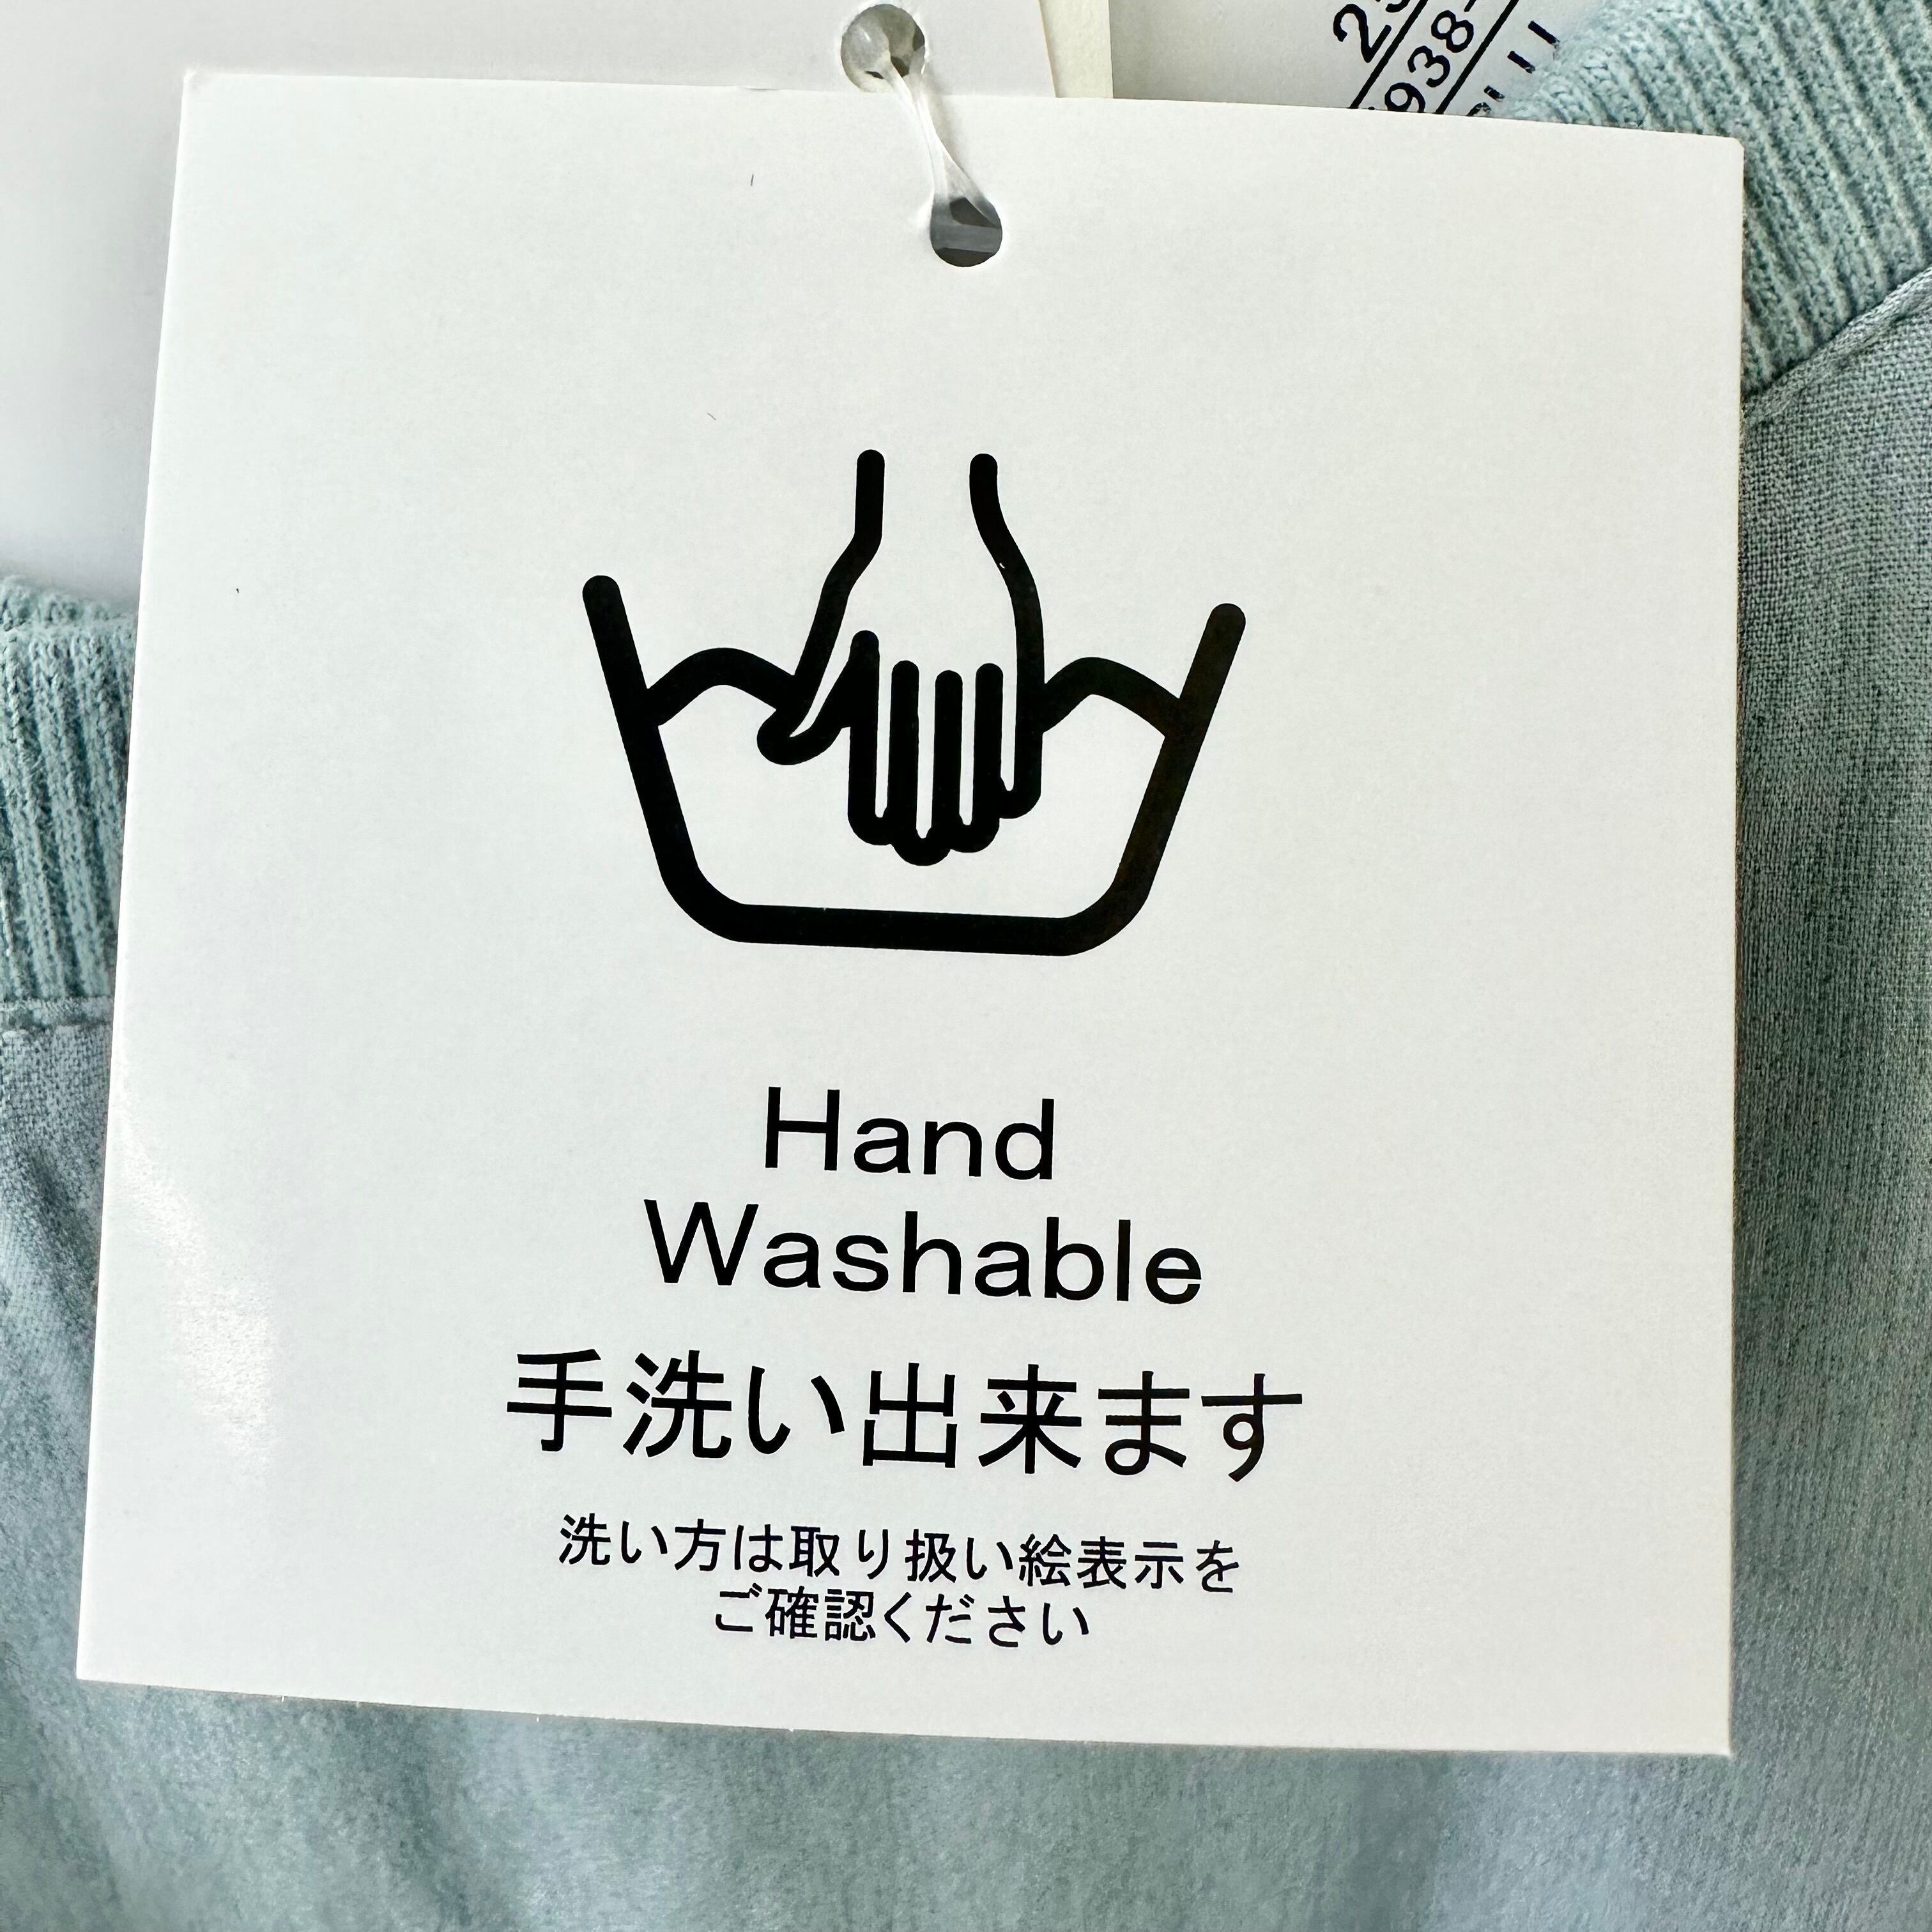 938-
Hand
Washable
手洗い出来ます
洗い方は取り扱い絵表示を
ご確認ください